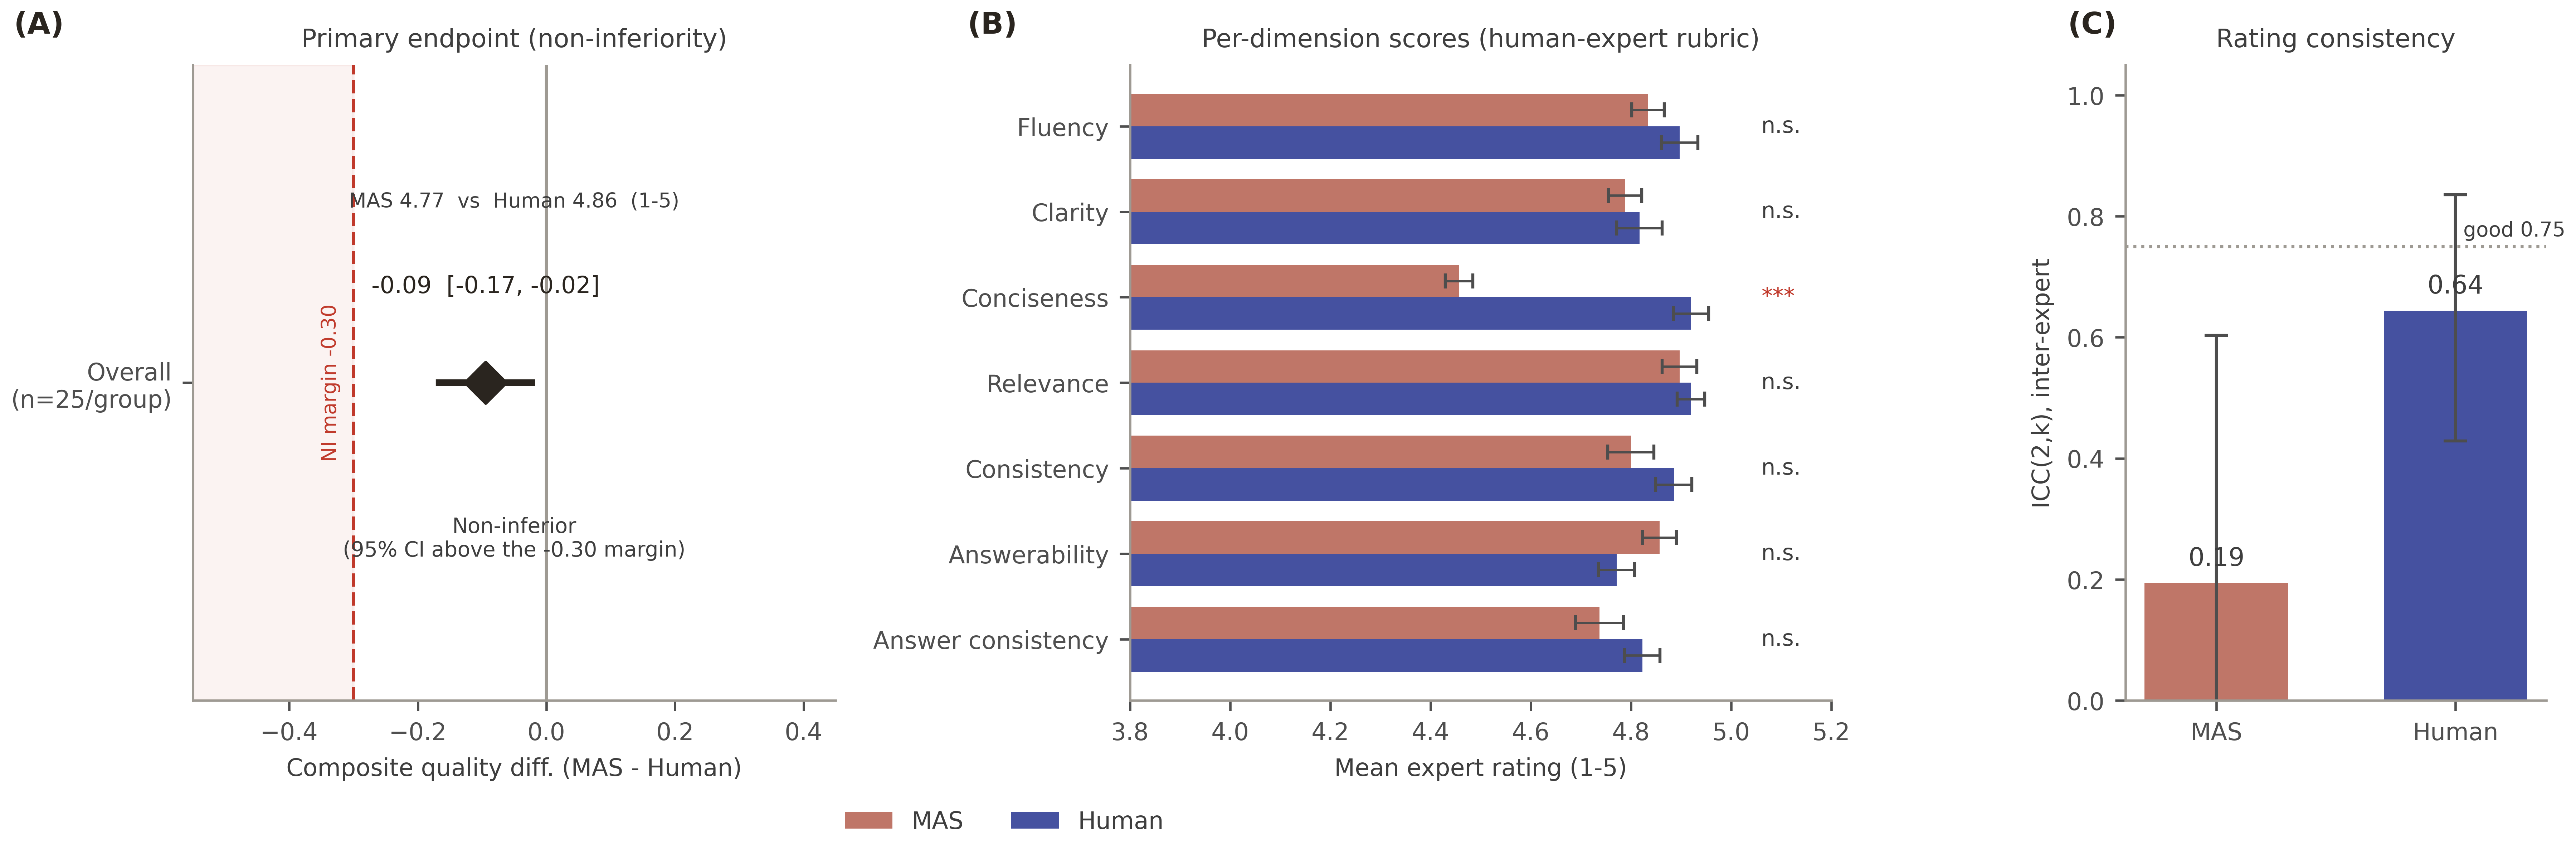 (A)
Primary endpoint (non-inferiority)
MAS 4.77 vs Human 4.86 (1-5)
-0.09 [-0.17, -0.02]
NI margin -0.30
Overall
(n=25/group)
Non-inferior
(95% CI above the -0.30 margin)
−0.4 −0.2 0.0 0.2 0.4
Composite quality diff. (MAS - Human)
(B)
Per-dimension scores (human-expert rubric)
Fluency n.s.
Clarity n.s.
Conciseness ***
Relevance n.s.
Consistency n.s.
Answerability n.s.
Answer consistency n.s.
3.8 4.0 4.2 4.4 4.6 4.8 5.0 5.2
Mean expert rating (1-5)
MAS Human
(C)
Rating consistency
ICC(2,k), inter-expert
1.0
0.8
0.6
0.4
0.2
0.0
good 0.75
0.64
0.19
MAS Human